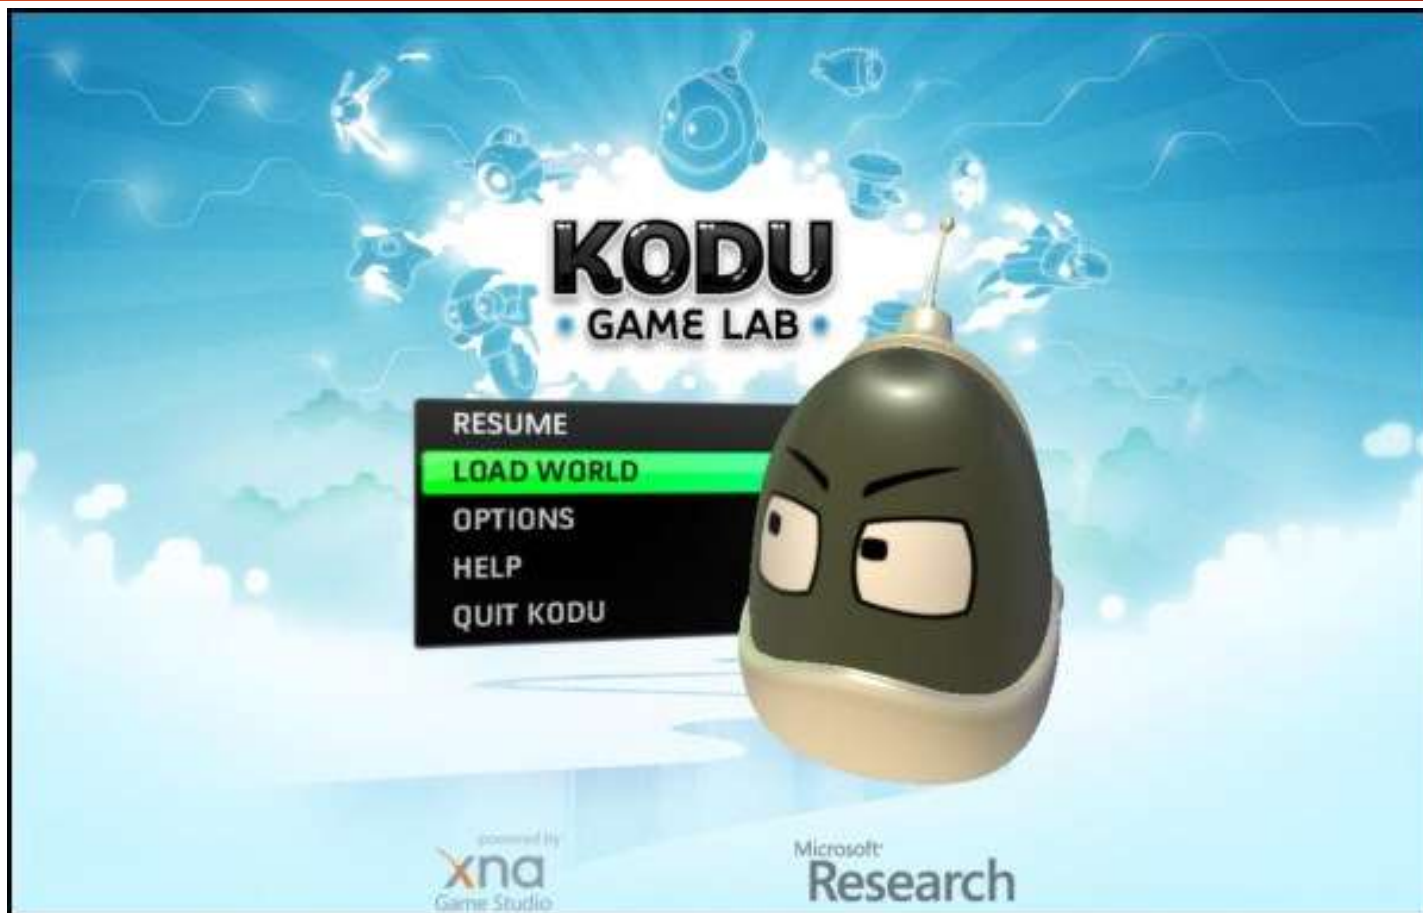 KODU
GAME LAB
RESUME
LOAD WORLD
OPTIONS
HELP
QUIT KODU
powered by
xna
Game Studio
Microsoft
Research